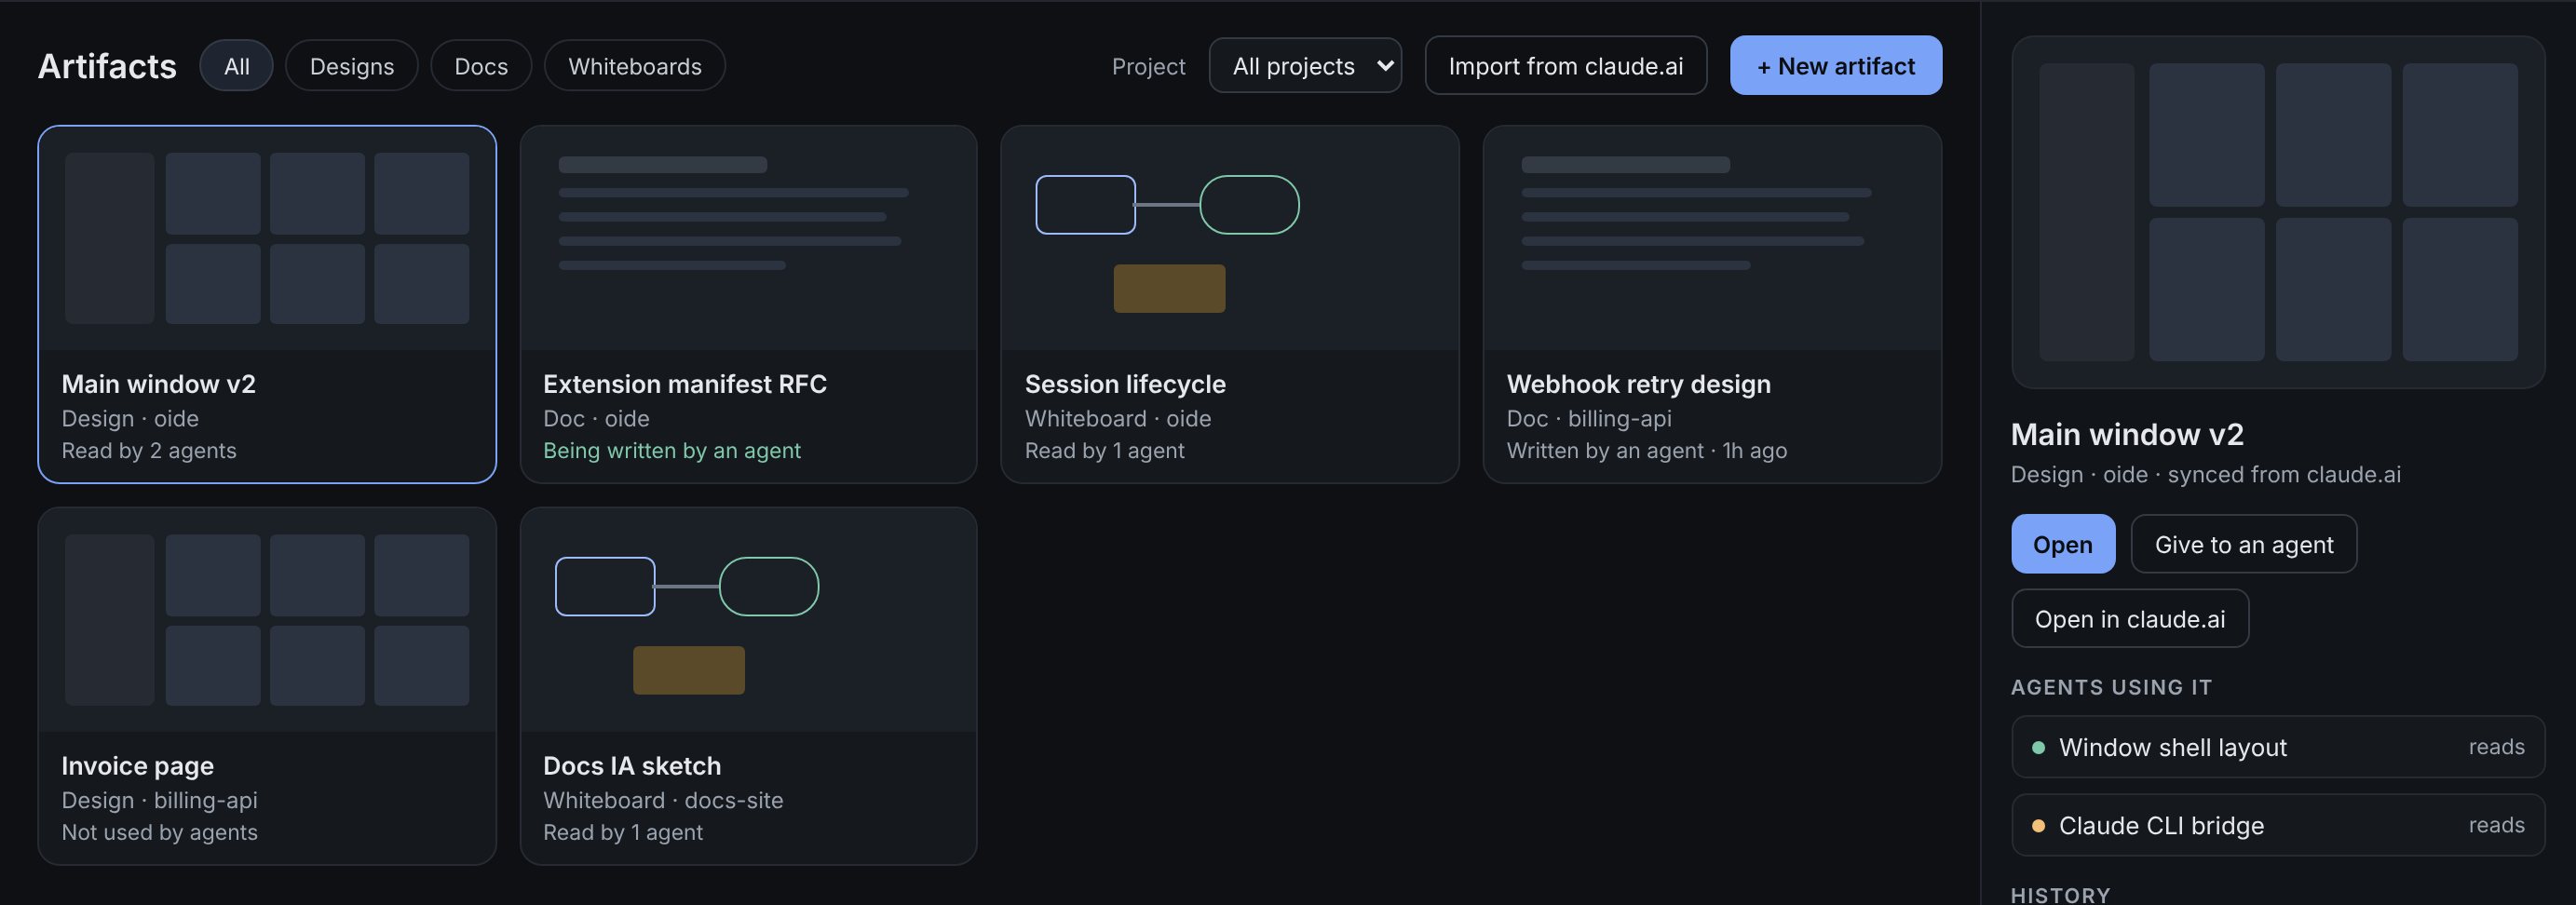 Artifacts
All
Designs
Docs
Whiteboards
Project
All projects
Import from claude.ai
+ New artifact
Main window v2
Design · oide
Read by 2 agents
Extension manifest RFC
Doc · oide
Being written by an agent
Session lifecycle
Whiteboard · oide
Read by 1 agent
Webhook retry design
Doc · billing-api
Written by an agent · 1h ago
Invoice page
Design · billing-api
Not used by agents
Docs IA sketch
Whiteboard · docs-site
Read by 1 agent
Main window v2
Design · oide · synced from claude.ai
Open
Give to an agent
Open in claude.ai
AGENTS USING IT
Window shell layout
reads
Claude CLI bridge
reads
HISTORY